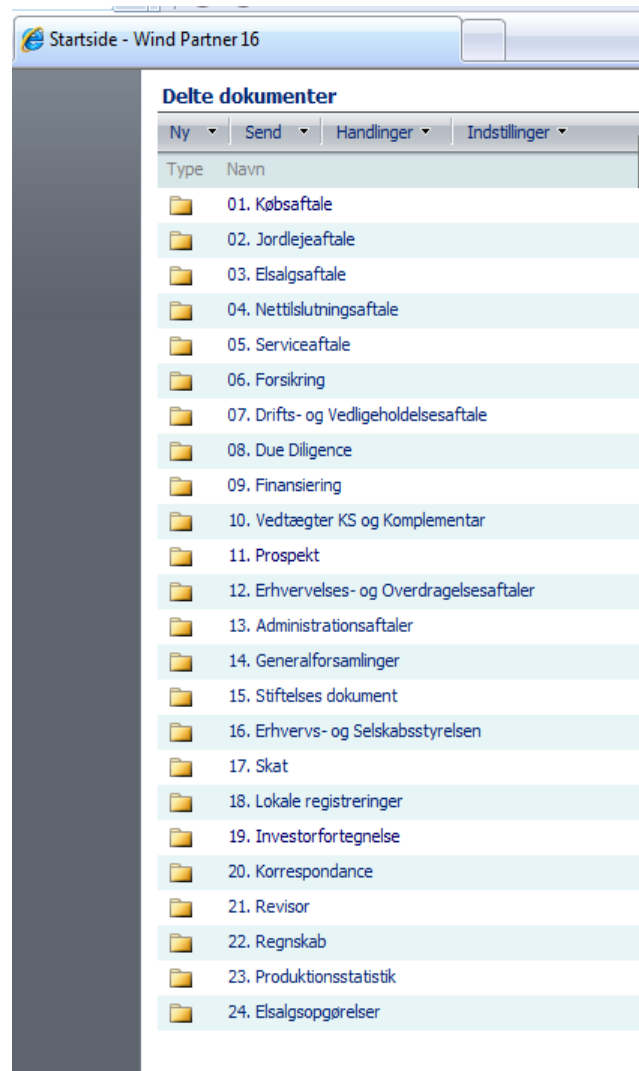 Startside - Wind Partner 16
Delte dokumenter
Ny Send Handlinger Indstillinger
Type Navn
01. Købsaftale
02. Jordlejeaftale
03. Elsalgsaftale
04. Nettilslutningsaftale
05. Serviceaftale
06. Forsikring
07. Drifts- og Vedligeholdelsesaftale
08. Due Diligence
09. Finansiering
10. Vedtægter KS og Komplementar
11. Prospekt
12. Erhvervelses- og Overdragelsesaftaler
13. Administrationsaftaler
14. Generalforsamlinger
15. Stiftelses dokument
16. Erhvervs- og Selskabsstyrelsen
17. Skat
18. Lokale registreringer
19. Investorfortegnelse
20. Korrespondance
21. Revisor
22. Regnskab
23. Produktionsstatistik
24. Elsalgsopgørelser